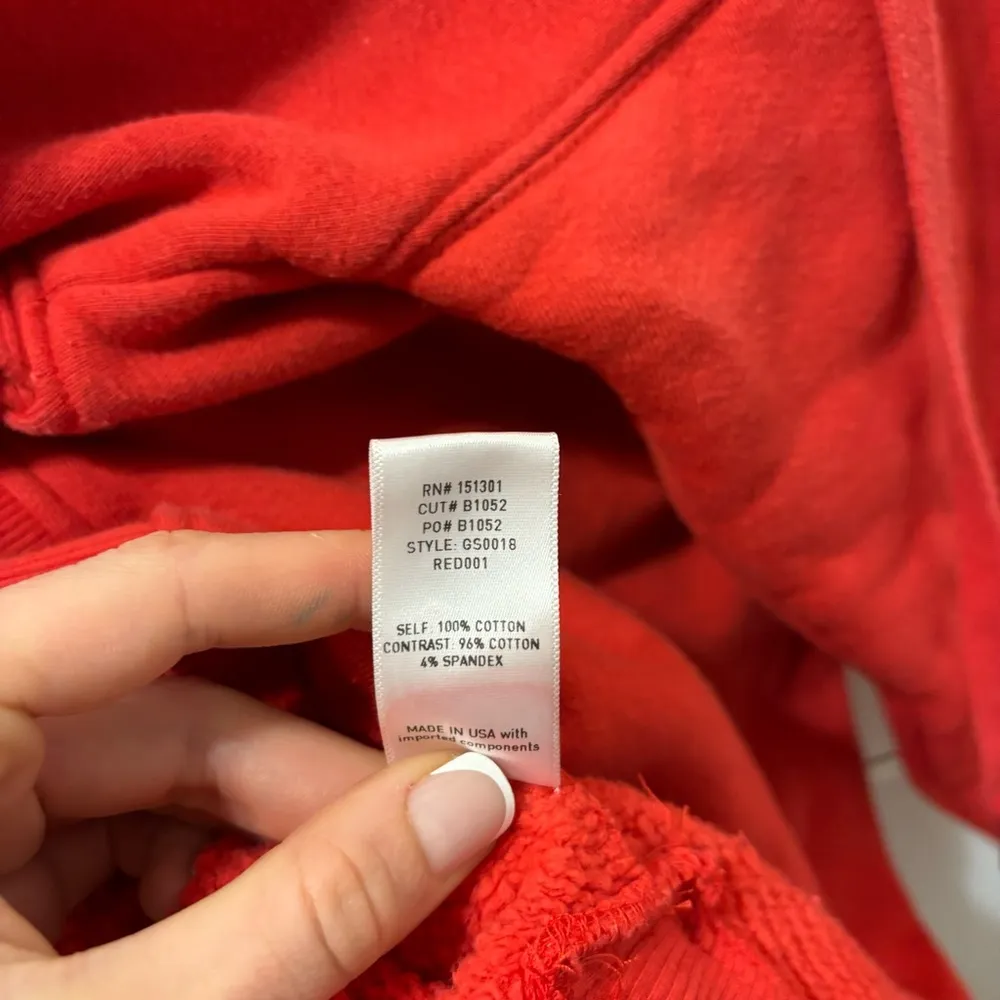 RN# 151301
CUT# B1052
PO# B1052
STYLE: GS0018
RED001
SELF: 100% COTTON
CONTRAST: 96% COTTON
4% SPANDEX
MADE IN USA with
imported components